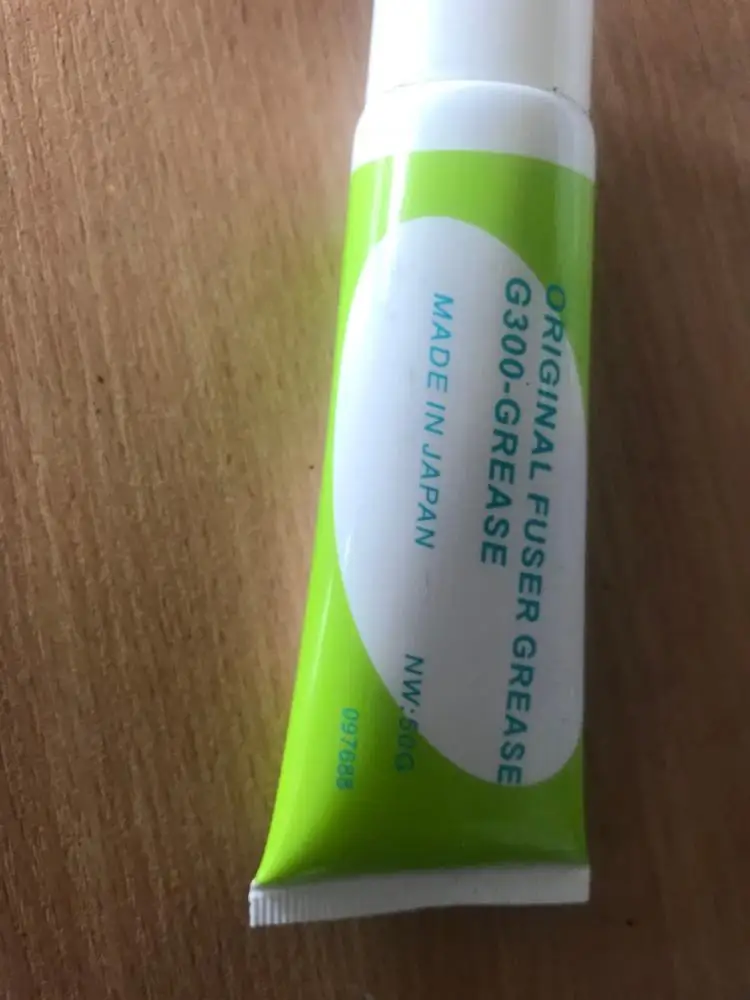 ORIGINAL FUSER GREASE
G300-GREASE
MADE IN JAPAN
NW:50G
097688